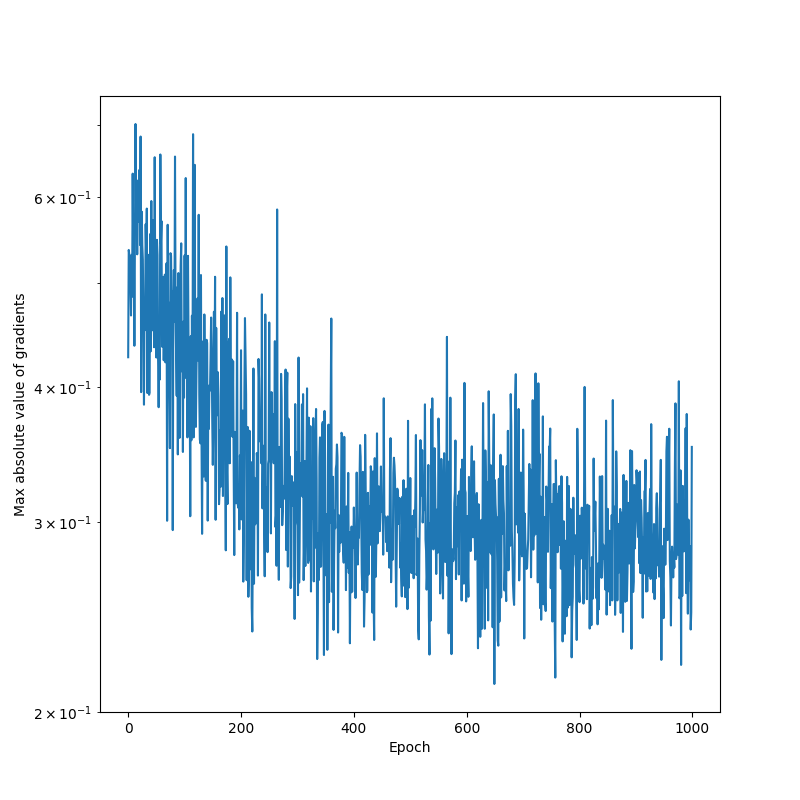 Max absolute value of gradients
6 × 10⁻¹
4 × 10⁻¹
3 × 10⁻¹
2 × 10⁻¹
0 200 400 600 800 1000
Epoch